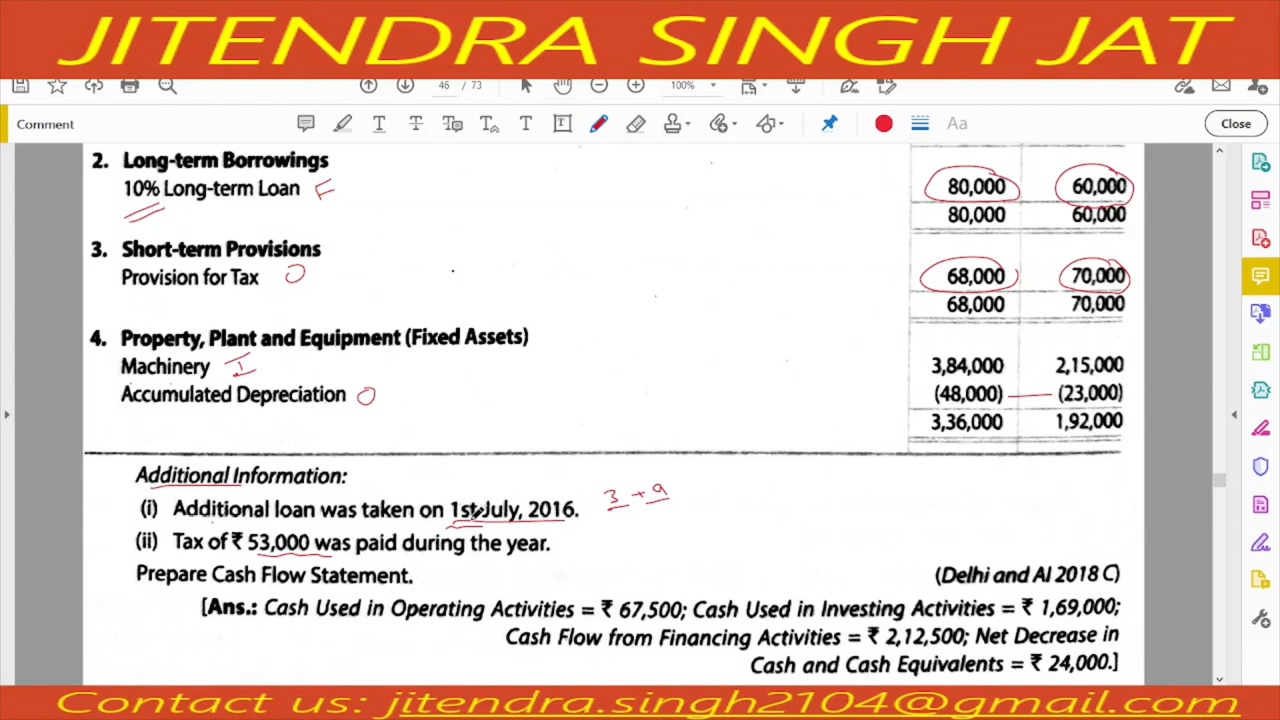 JITENDRA SINGH JAT
46 / 73
100%
Comment
Close
2. Long-term Borrowings
10% Long-term Loan F 80,000 60,000
80,000 60,000
3. Short-term Provisions
Provision for Tax O 68,000 70,000
68,000 70,000
4. Property, Plant and Equipment (Fixed Assets)
Machinery I 3,84,000 2,15,000
Accumulated Depreciation O (48,000) (23,000)
3,36,000 1,92,000
Additional Information:
(i) Additional loan was taken on 1st July, 2016. 3 + 9
(ii) Tax of ₹ 53,000 was paid during the year.
Prepare Cash Flow Statement. (Delhi and AI 2018 C)
[Ans.: Cash Used in Operating Activities = ₹ 67,500; Cash Used in Investing Activities = ₹ 1,69,000;
Cash Flow from Financing Activities = ₹ 2,12,500; Net Decrease in
Cash and Cash Equivalents = ₹ 24,000.]
Contact us: jitendra.singh2104@gmail.com